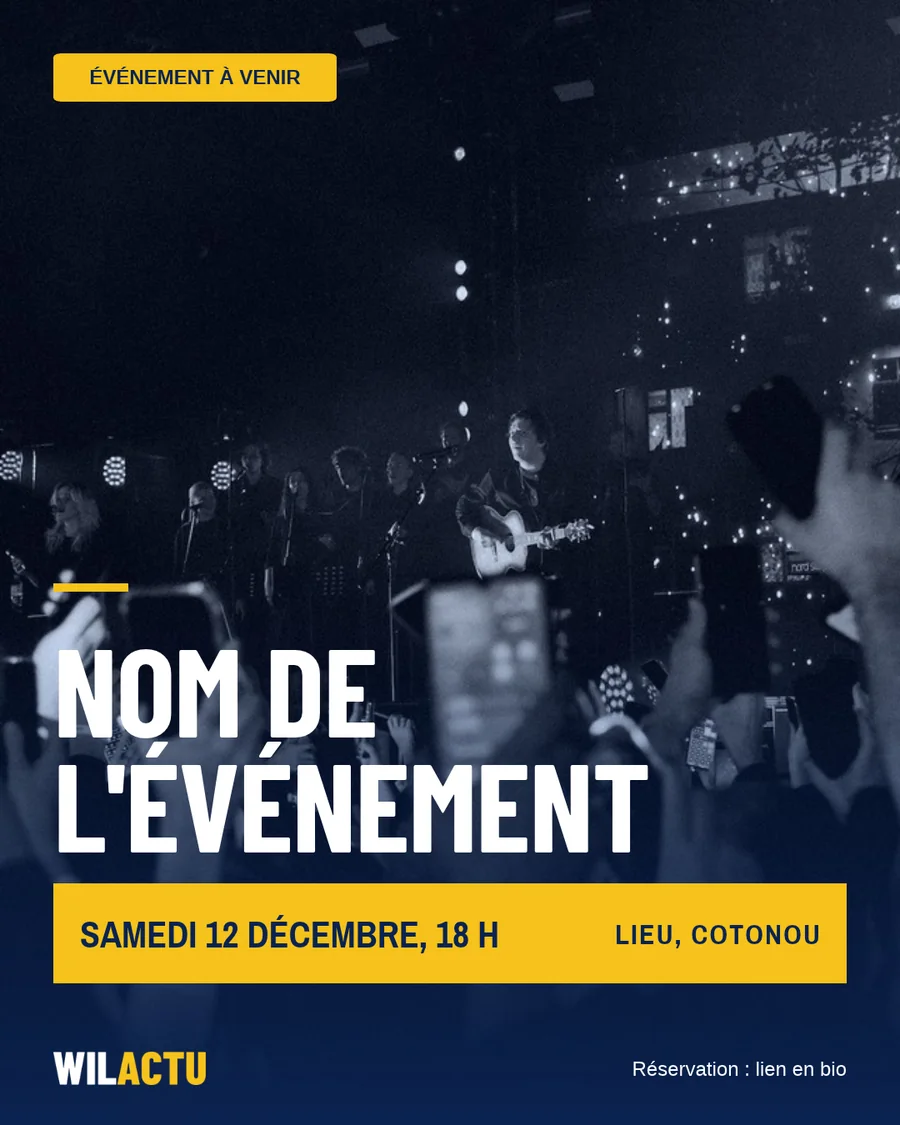 ÉVÉNEMENT À VENIR
NOM DE
L'ÉVÉNEMENT
SAMEDI 12 DÉCEMBRE, 18 H
LIEU, COTONOU
WILACTU
Réservation : lien en bio